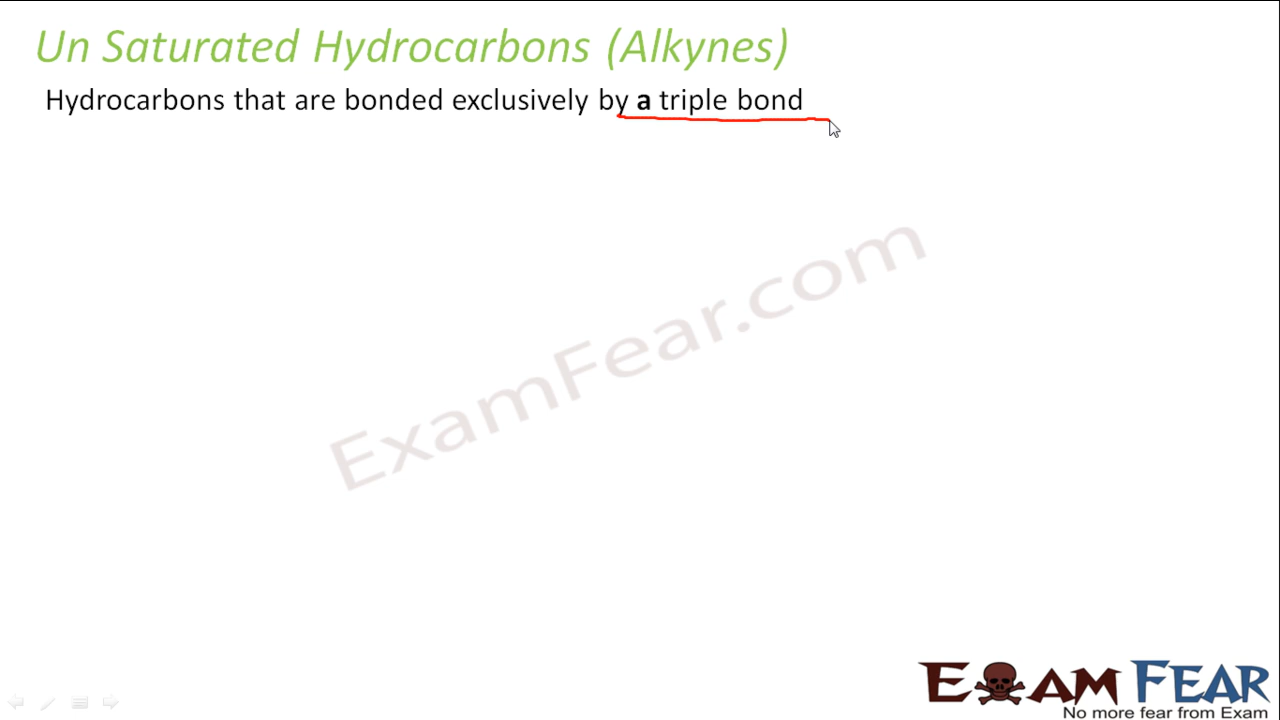 Un Saturated Hydrocarbons (Alkynes)
Hydrocarbons that are bonded exclusively by a triple bond
ExamFear.com
EXAM FEAR
No more fear from Exam